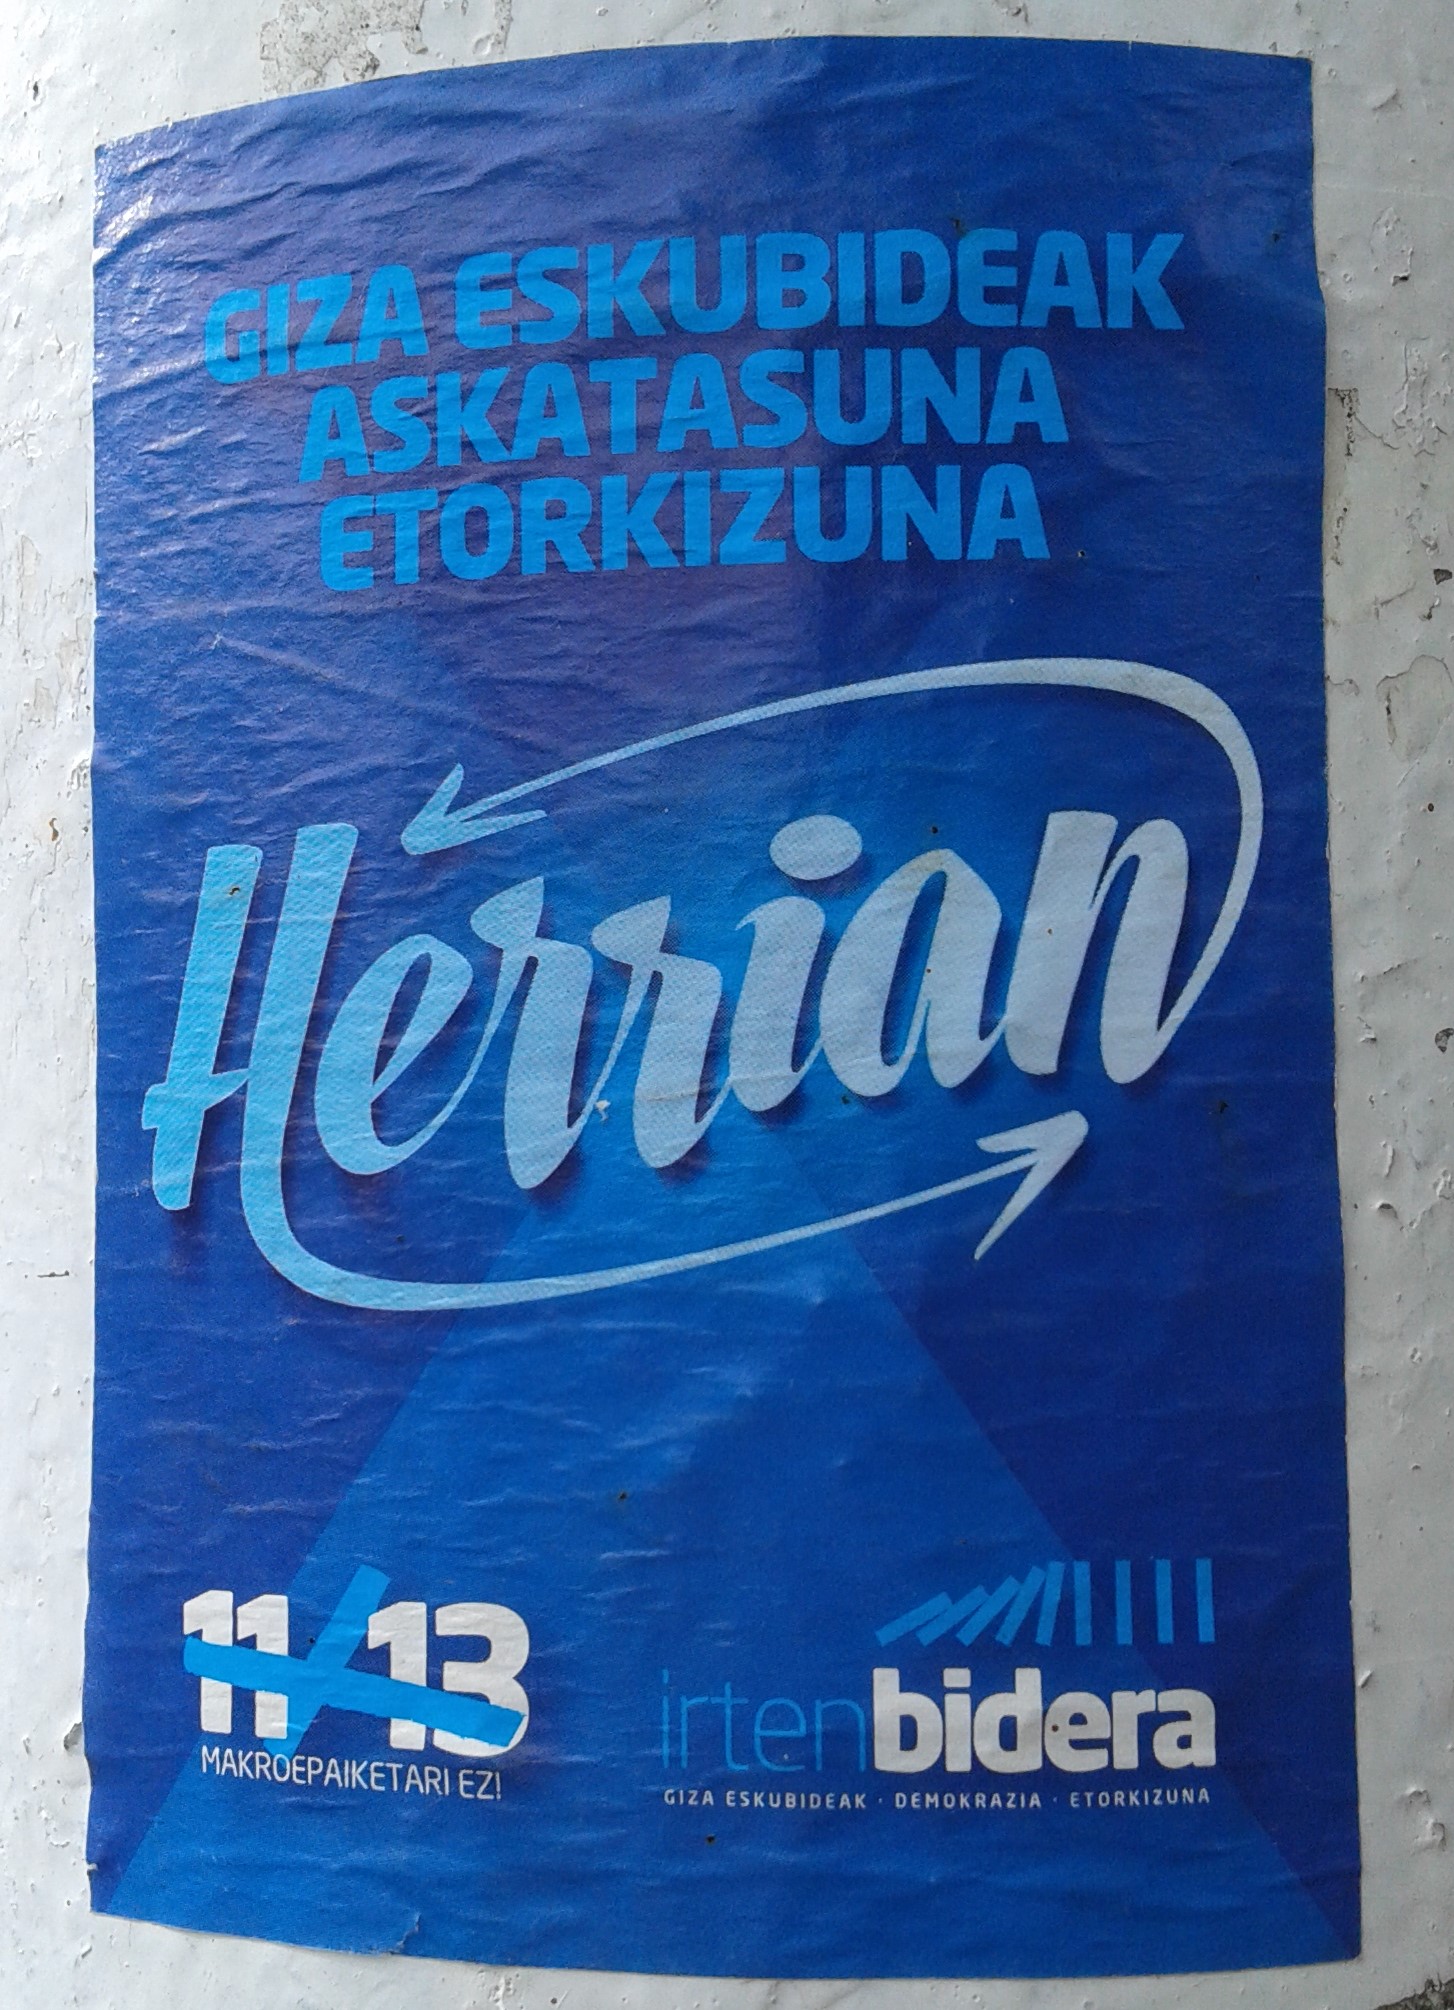 GIZA ESKUBIDEAK
ASKATASUNA
ETORKIZUNA
Herrian
11/13
MAKROEPAIKETARI EZ!
irtenbidera
GIZA ESKUBIDEAK · DEMOKRAZIA · ETORKIZUNA